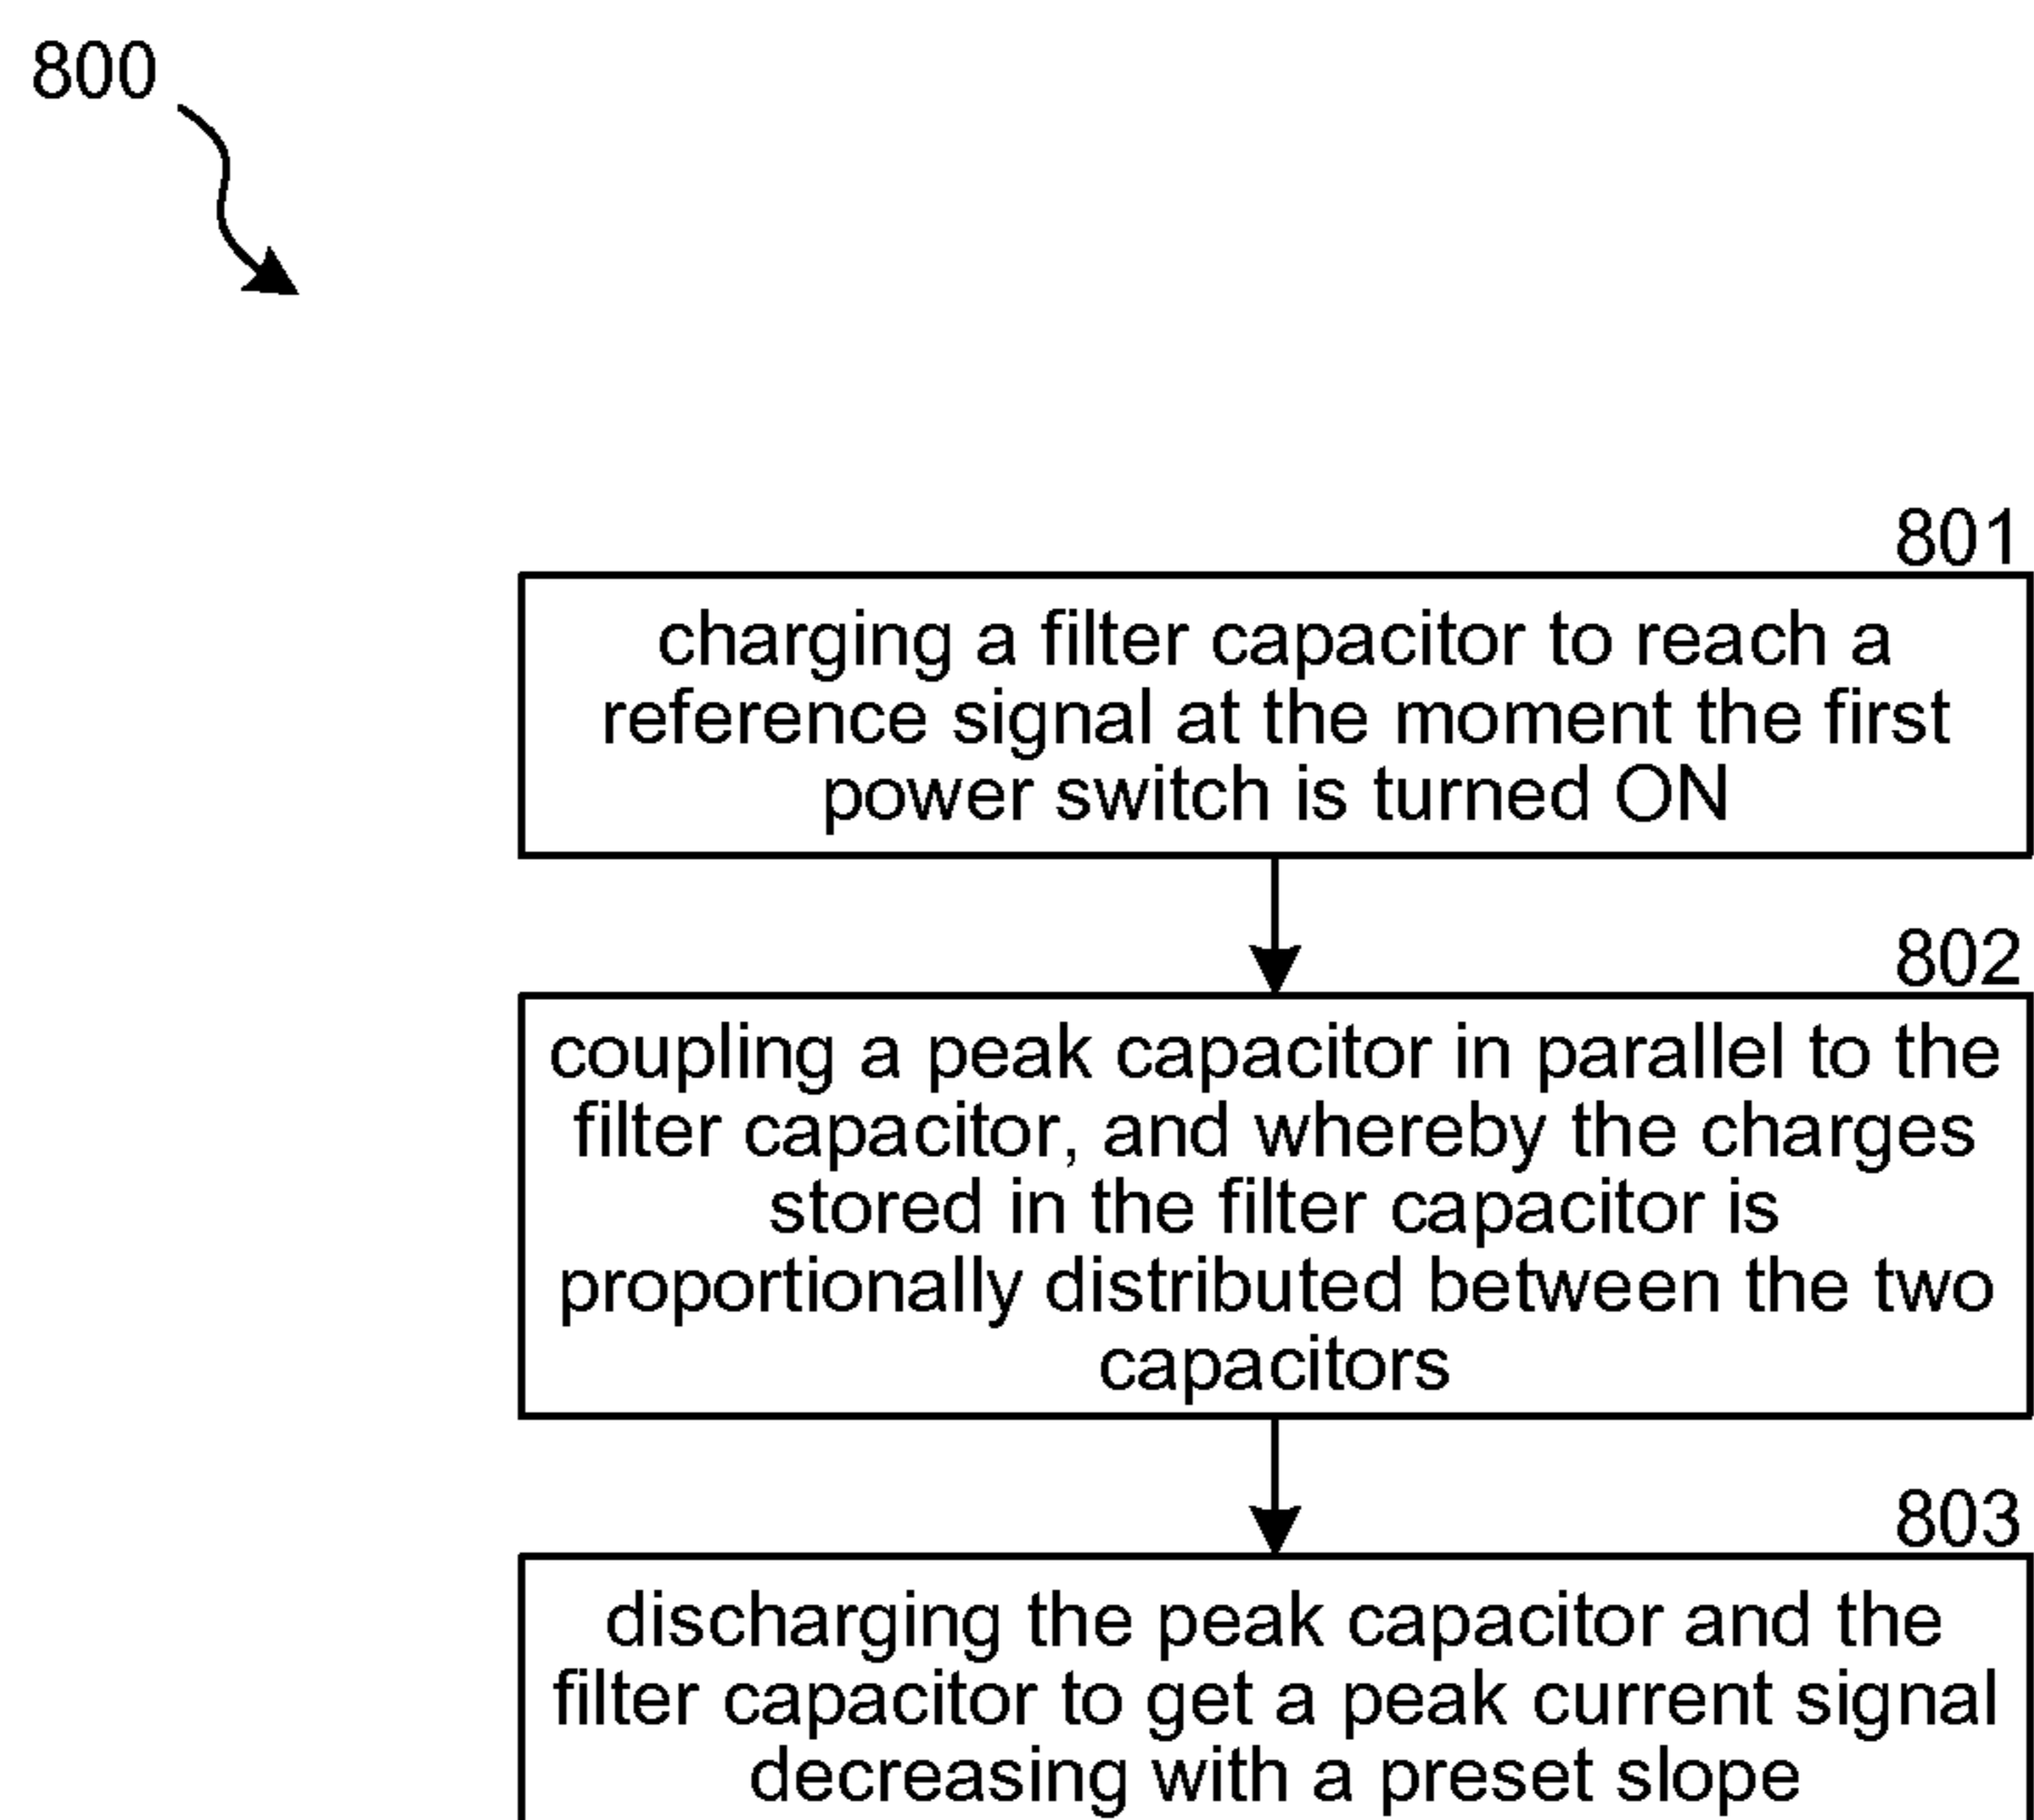 800
801
charging a filter capacitor to reach a
reference signal at the moment the first
power switch is turned ON
802
coupling a peak capacitor in parallel to the
filter capacitor, and whereby the charges
stored in the filter capacitor is
proportionally distributed between the two
capacitors
803
discharging the peak capacitor and the
filter capacitor to get a peak current signal
decreasing with a preset slope